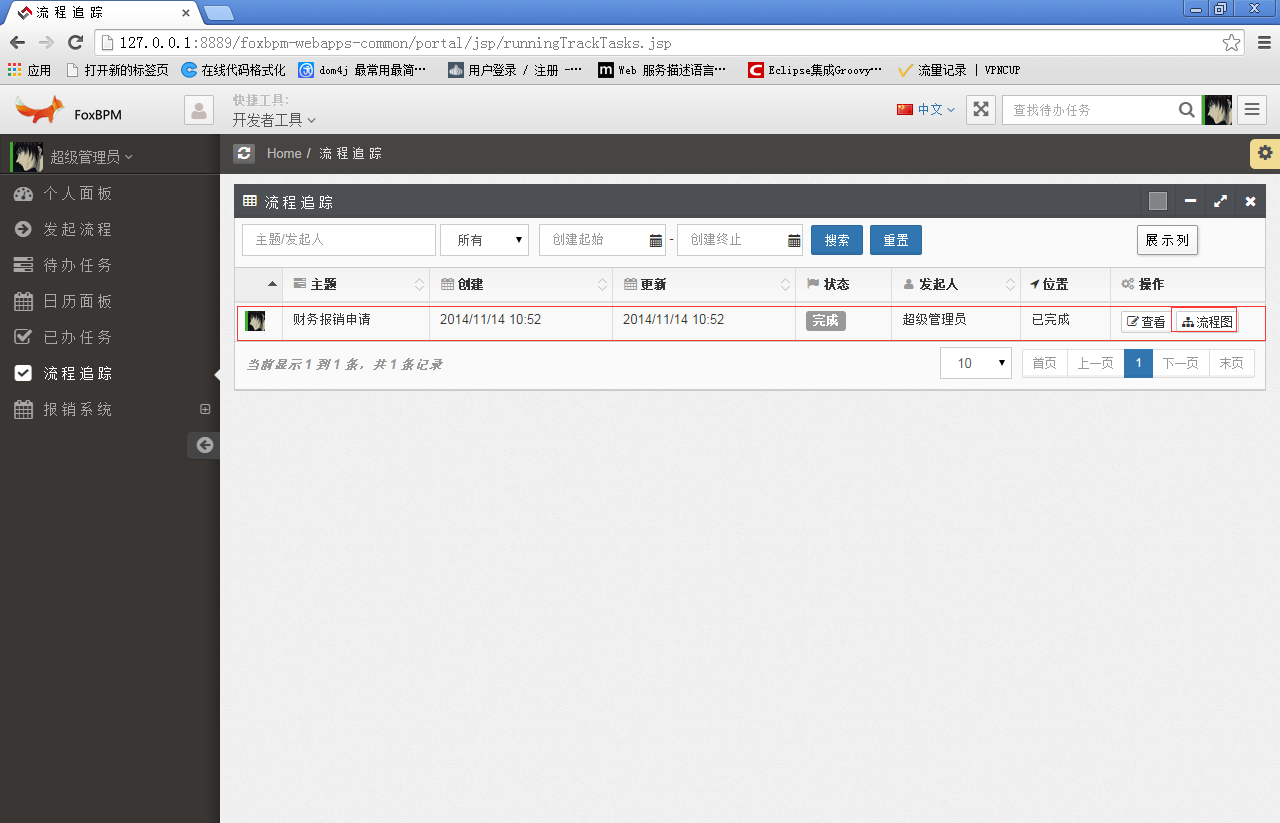 流 程 追 踪
127.0.0.1:8889/foxbpm-webapps-common/portal/jsp/runningTrackTasks.jsp
应用 打开新的标签页 在线代码格式化 dom4j 最常用最简… 用户登录 / 注册 -… Web 服务描述语言… Eclipse集成Groovy… 流量记录 | VPNCUP
FoxBPM
快捷工具:
开发者工具
中文
查找待办任务
超级管理员
Home / 流 程 追 踪
个 人 面 板
发 起 流 程
待 办 任 务
日 历 面 板
已 办 任 务
流 程 追 踪
报 销 系 统
流 程 追 踪
主题/发起人 所有 创建起始 - 创建终止 搜索 重置 展 示 列
主题 创建 更新 状态 发起人 位置 操作
财务报销申请 2014/11/14 10:52 2014/11/14 10:52 完成 超级管理员 已完成 查看 流程图
当前显示 1 到 1 条，共 1 条记录
10 首页 上一页 1 下一页 末页